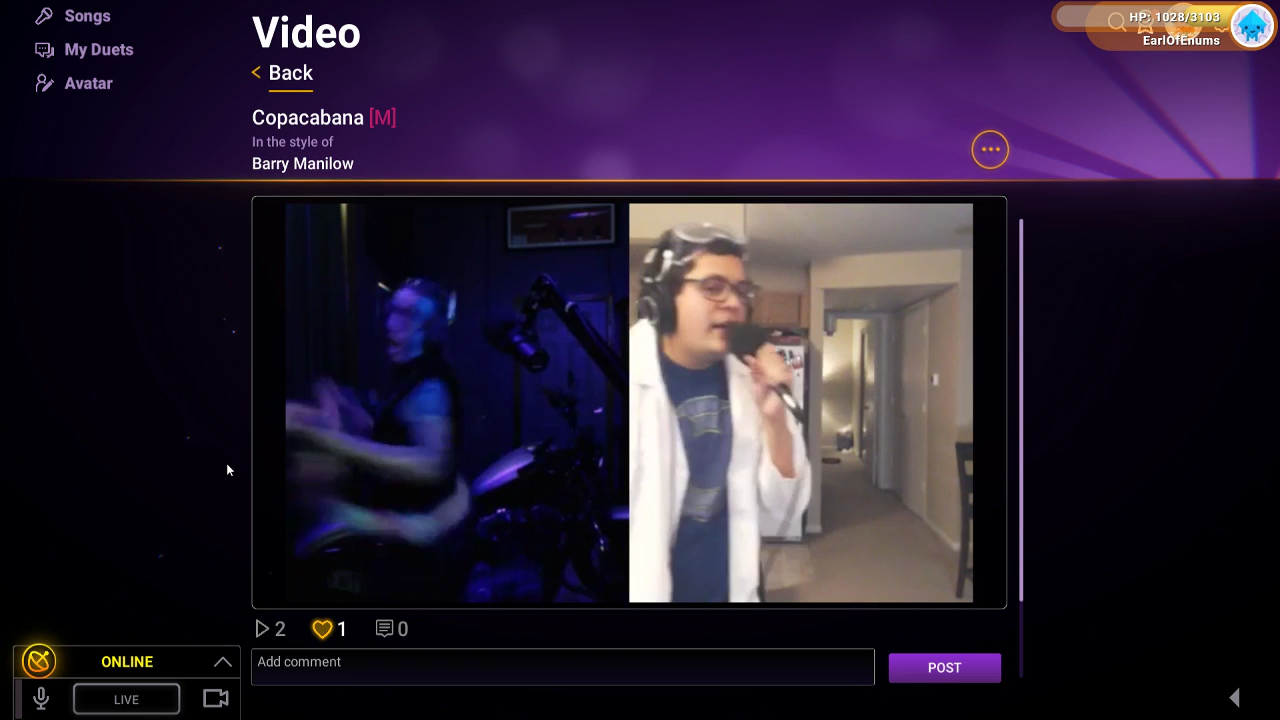 Songs
My Duets
Avatar
Video
Back
Copacabana [M]
In the style of
Barry Manilow
HP: 1028/3103
EarlOfEnums
2
1
0
Add comment
POST
ONLINE
LIVE